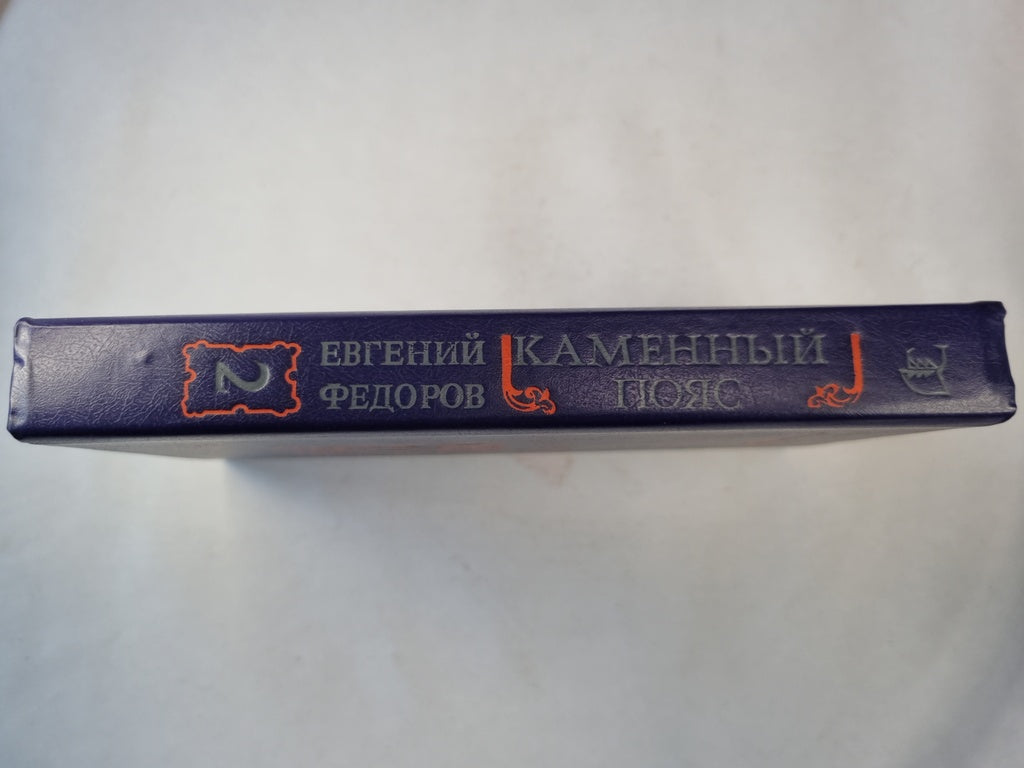 2
ЕВГЕНИЙ
ФЕДОРОВ
КАМЕННЫЙ
ПОЯС